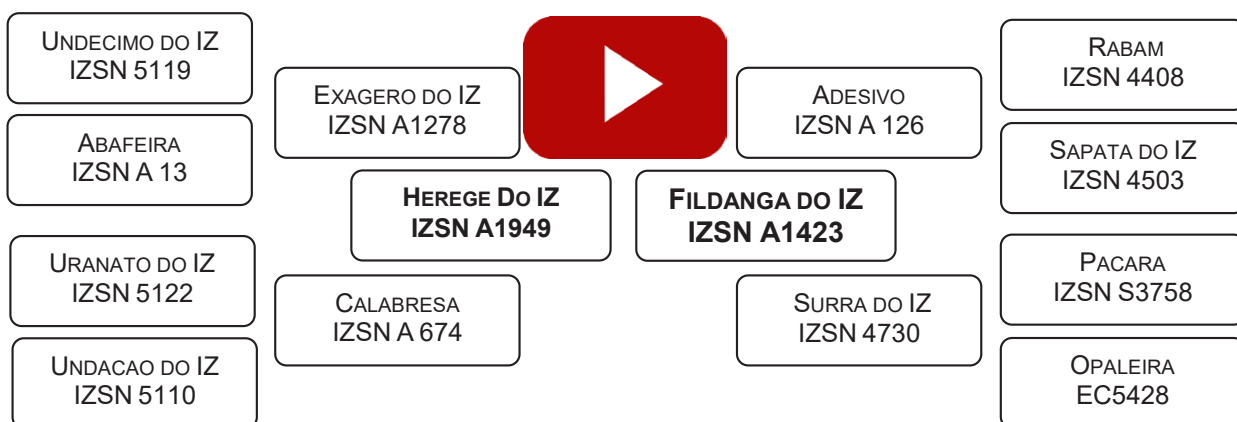 UNDECIMO DO IZ
IZSN 5119
ABAFEIRA
IZSN A 13
URANATO DO IZ
IZSN 5122
UNDACAO DO IZ
IZSN 5110
EXAGERO DO IZ
IZSN A1278
CALABRESA
IZSN A 674
HEREGE DO IZ
IZSN A1949
FILDANGA DO IZ
IZSN A1423
ADESIVO
IZSN A 126
SURRA DO IZ
IZSN 4730
RABAM
IZSN 4408
SAPATA DO IZ
IZSN 4503
PACARA
IZSN S3758
OPALEIRA
EC5428